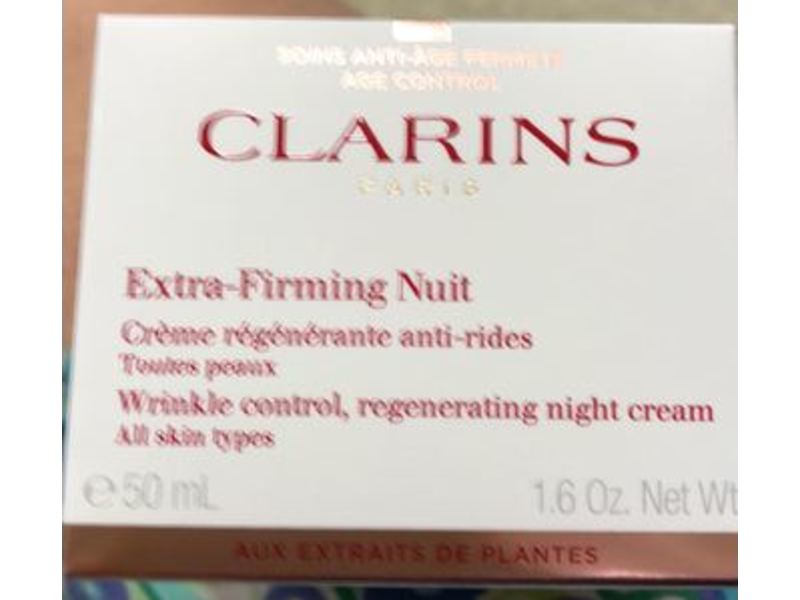 SOINS ANTI-ÂGE FERMETÉ
AGE CONTROL
CLARINS
PARIS
Extra-Firming Nuit
Crème régénérante anti-rides
Toutes peaux
Wrinkle control, regenerating night cream
All skin types
℮50 mL 1.6 Oz. Net Wt
AUX EXTRAITS DE PLANTES